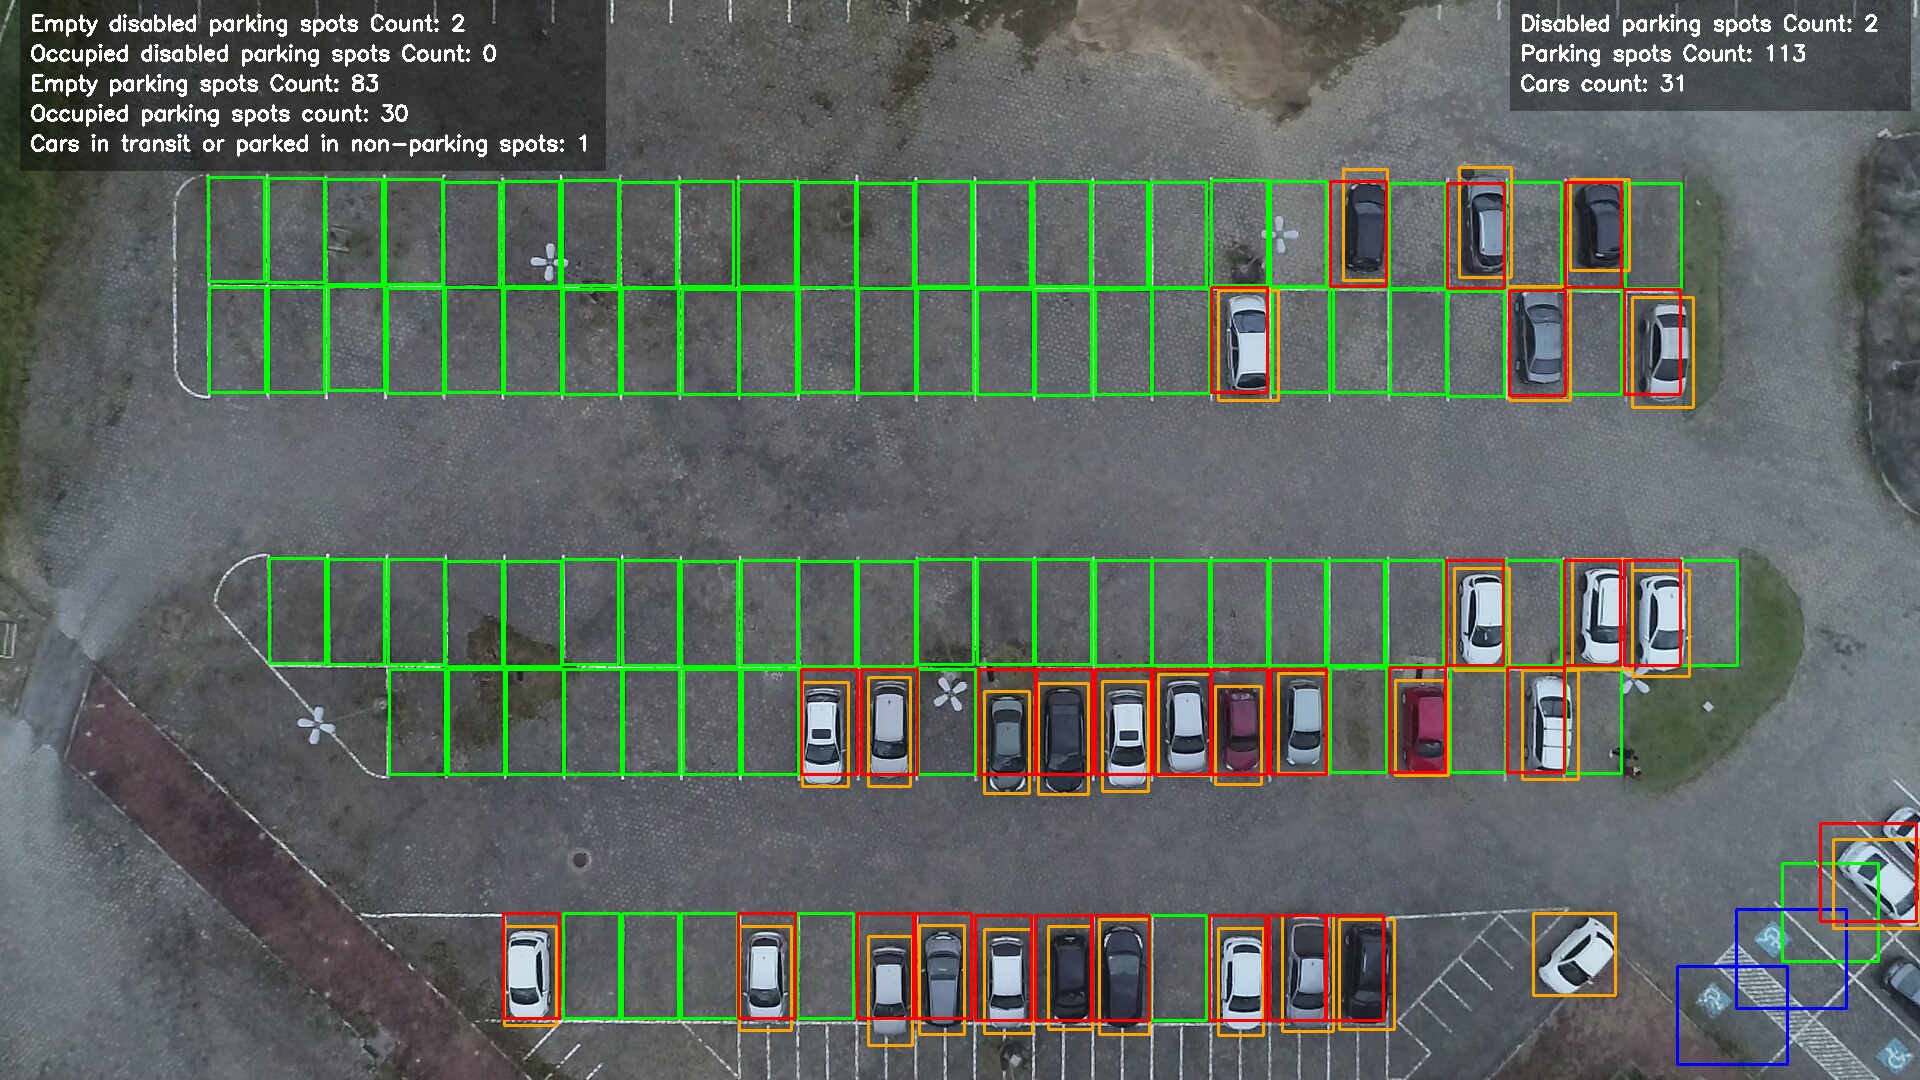 Empty disabled parking spots Count: 2
Occupied disabled parking spots Count: 0
Empty parking spots Count: 83
Occupied parking spots count: 30
Cars in transit or parked in non-parking spots: 1
Disabled parking spots Count: 2
Parking spots Count: 113
Cars count: 31